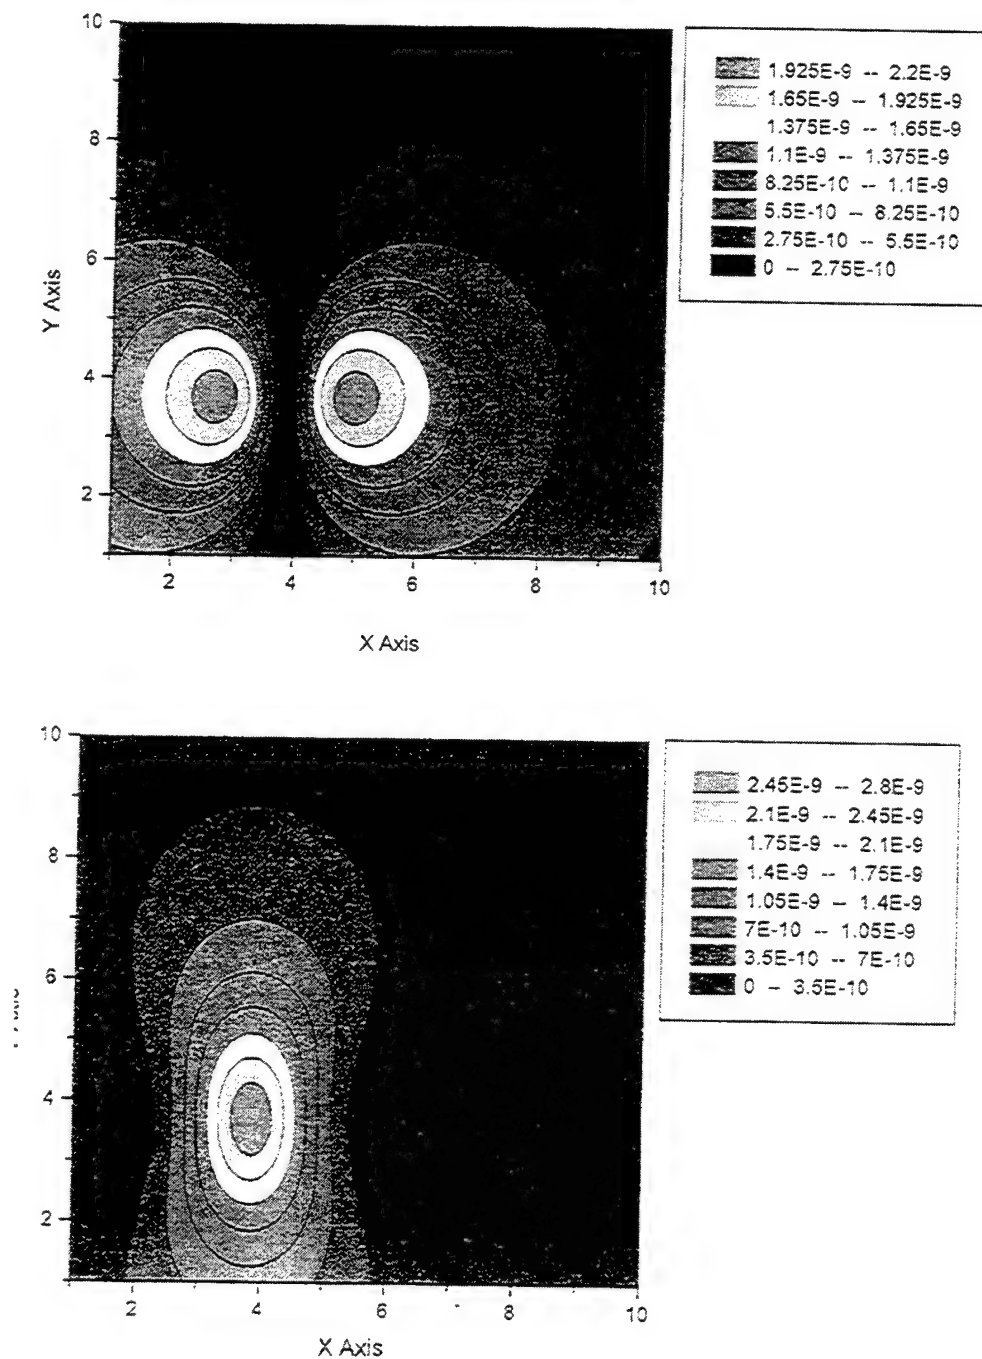 10
8
6
4
2
Y Axis
2
4
6
8
10
X Axis
1.925E-9 -- 2.2E-9
1.65E-9 -- 1.925E-9
1.375E-9 -- 1.65E-9
1.1E-9 -- 1.375E-9
8.25E-10 -- 1.1E-9
5.5E-10 -- 8.25E-10
2.75E-10 -- 5.5E-10
0 -- 2.75E-10
10
8
6
4
2
2
4
6
8
10
X Axis
2.45E-9 -- 2.8E-9
2.1E-9 -- 2.45E-9
1.75E-9 -- 2.1E-9
1.4E-9 -- 1.75E-9
1.05E-9 -- 1.4E-9
7E-10 -- 1.05E-9
3.5E-10 -- 7E-10
0 -- 3.5E-10